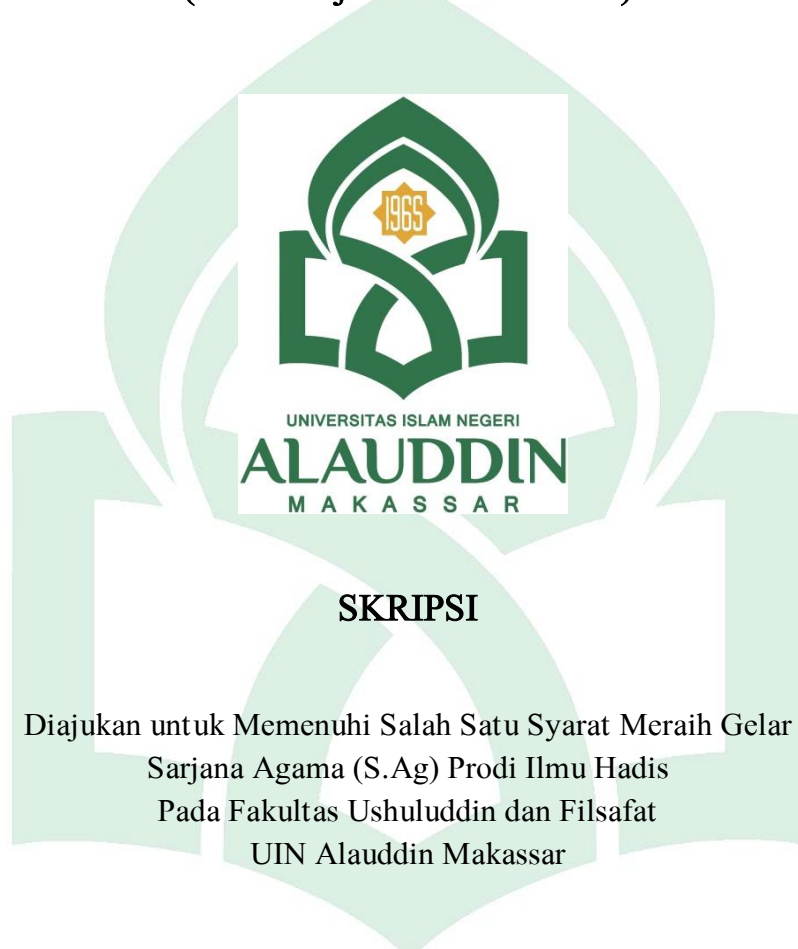 1965
UNIVERSITAS ISLAM NEGERI
ALAUDDIN
MAKASSAR
SKRIPSI
Diajukan untuk Memenuhi Salah Satu Syarat Meraih Gelar
Sarjana Agama (S.Ag) Prodi Ilmu Hadis
Pada Fakultas Ushuluddin dan Filsafat
UIN Alauddin Makassar